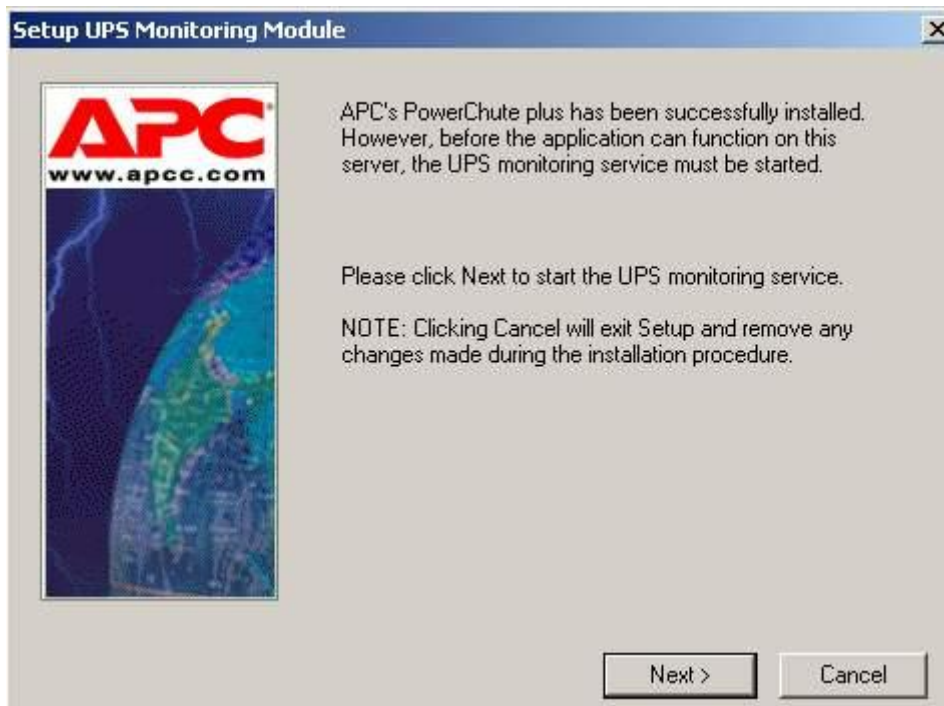 Setup UPS Monitoring Module
APC
www.apcc.com
APC's PowerChute plus has been successfully installed.
However, before the application can function on this
server, the UPS monitoring service must be started.
Please click Next to start the UPS monitoring service.
NOTE: Clicking Cancel will exit Setup and remove any
changes made during the installation procedure.
Next >
Cancel